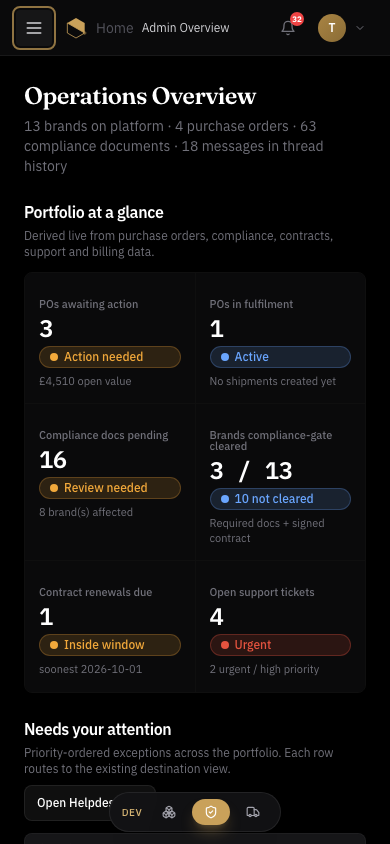 Home Admin Overview
32
T
Operations Overview
13 brands on platform · 4 purchase orders · 63
compliance documents · 18 messages in thread
history
Portfolio at a glance
Derived live from purchase orders, compliance, contracts,
support and billing data.
POs awaiting action
3
Action needed
£4,510 open value
POs in fulfilment
1
Active
No shipments created yet
Compliance docs pending
16
Review needed
8 brand(s) affected
Brands compliance-gate
cleared
3 / 13
10 not cleared
Required docs + signed
contract
Contract renewals due
1
Inside window
soonest 2026-10-01
Open support tickets
4
Urgent
2 urgent / high priority
Needs your attention
Priority-ordered exceptions across the portfolio. Each row
routes to the existing destination view.
Open
DEV